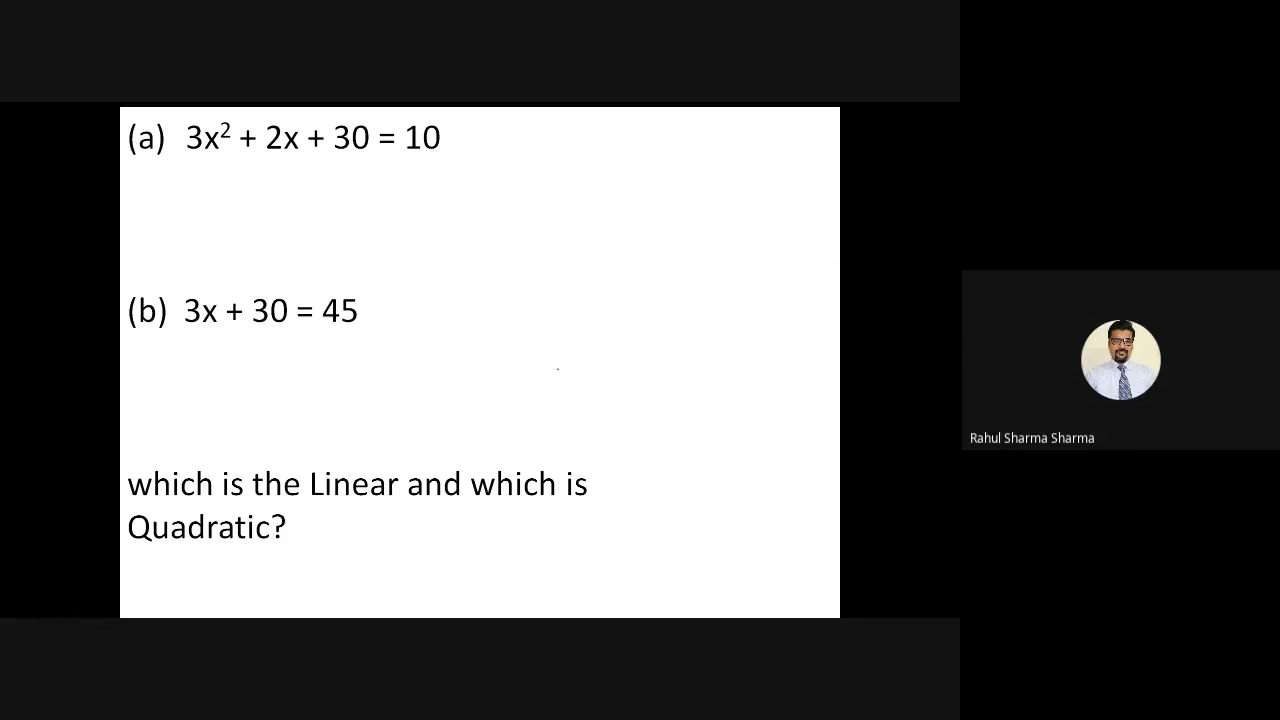 (a) 3x² + 2x + 30 = 10
(b) 3x + 30 = 45
which is the Linear and which is
Quadratic?
Rahul Sharma Sharma